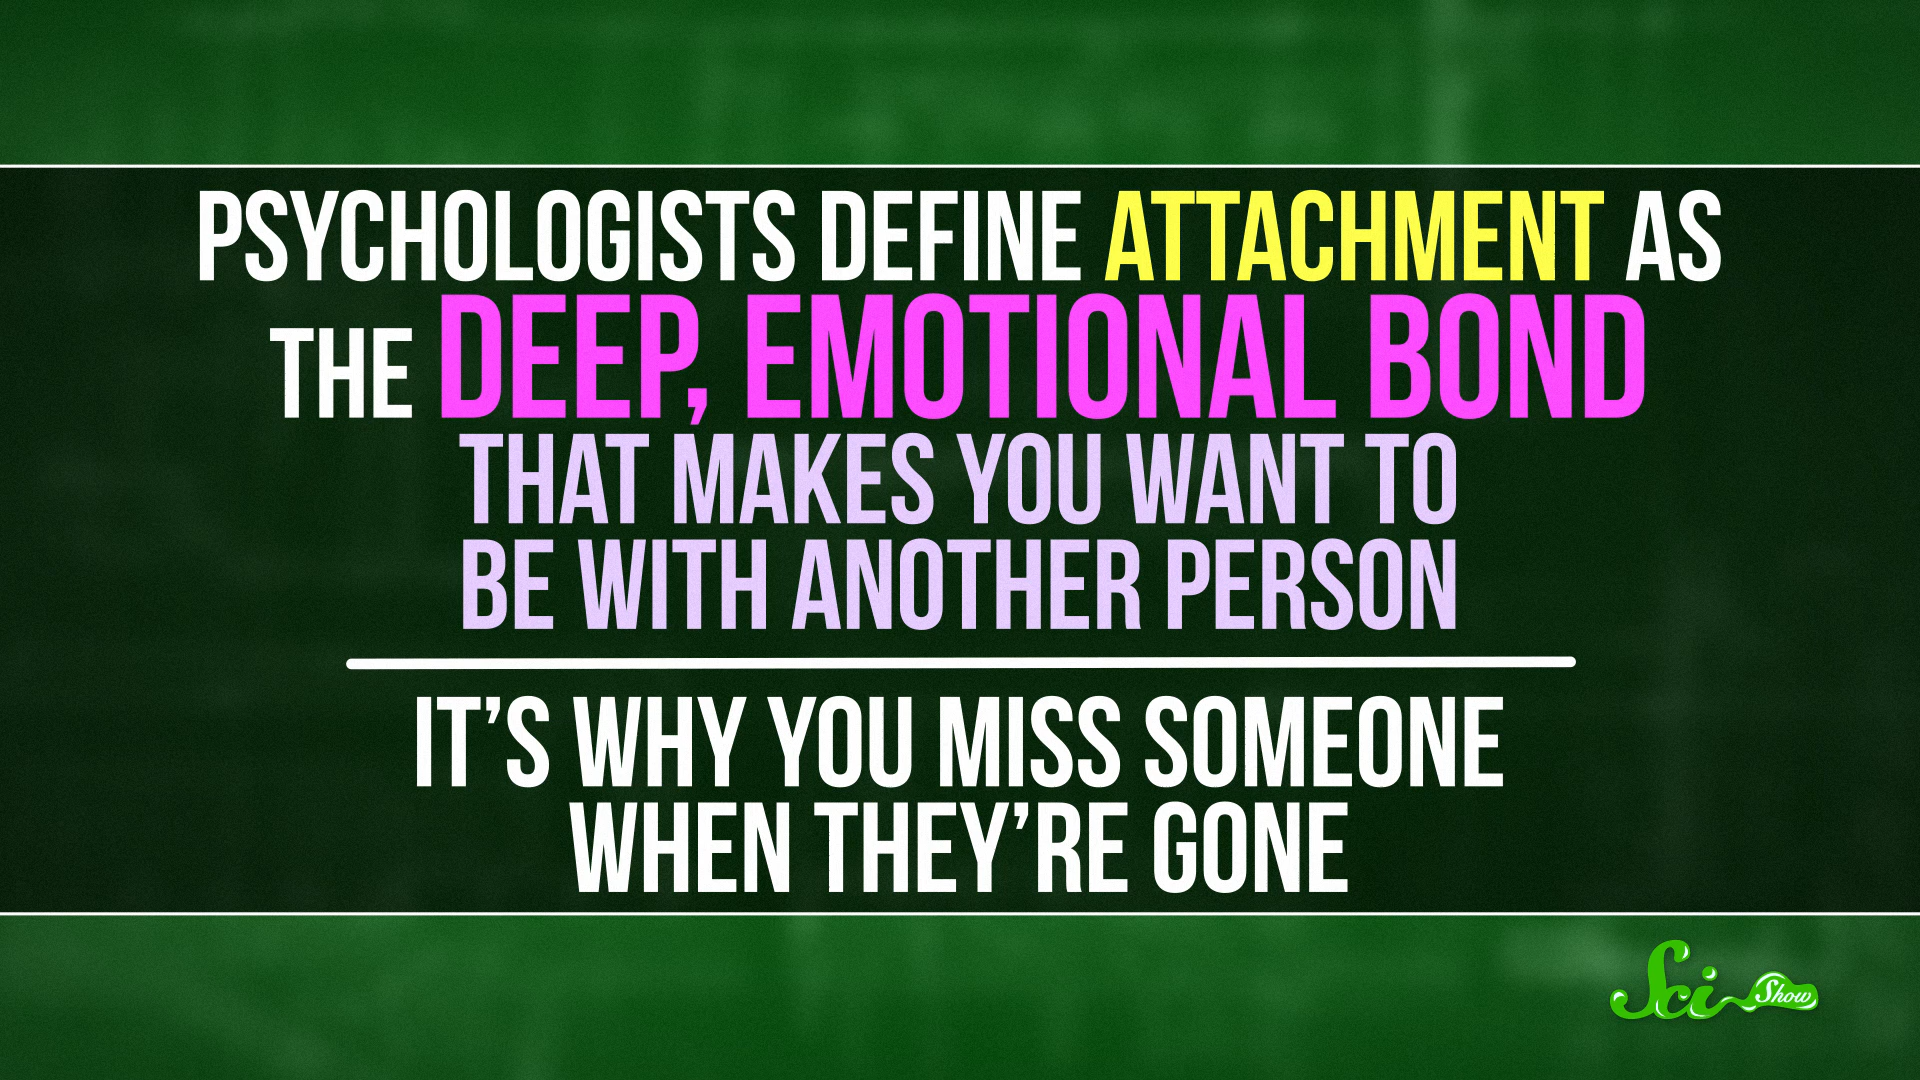 PSYCHOLOGISTS DEFINE ATTACHMENT AS
THE DEEP, EMOTIONAL BOND
THAT MAKES YOU WANT TO
BE WITH ANOTHER PERSON
IT’S WHY YOU MISS SOMEONE
WHEN THEY’RE GONE
Sci Show